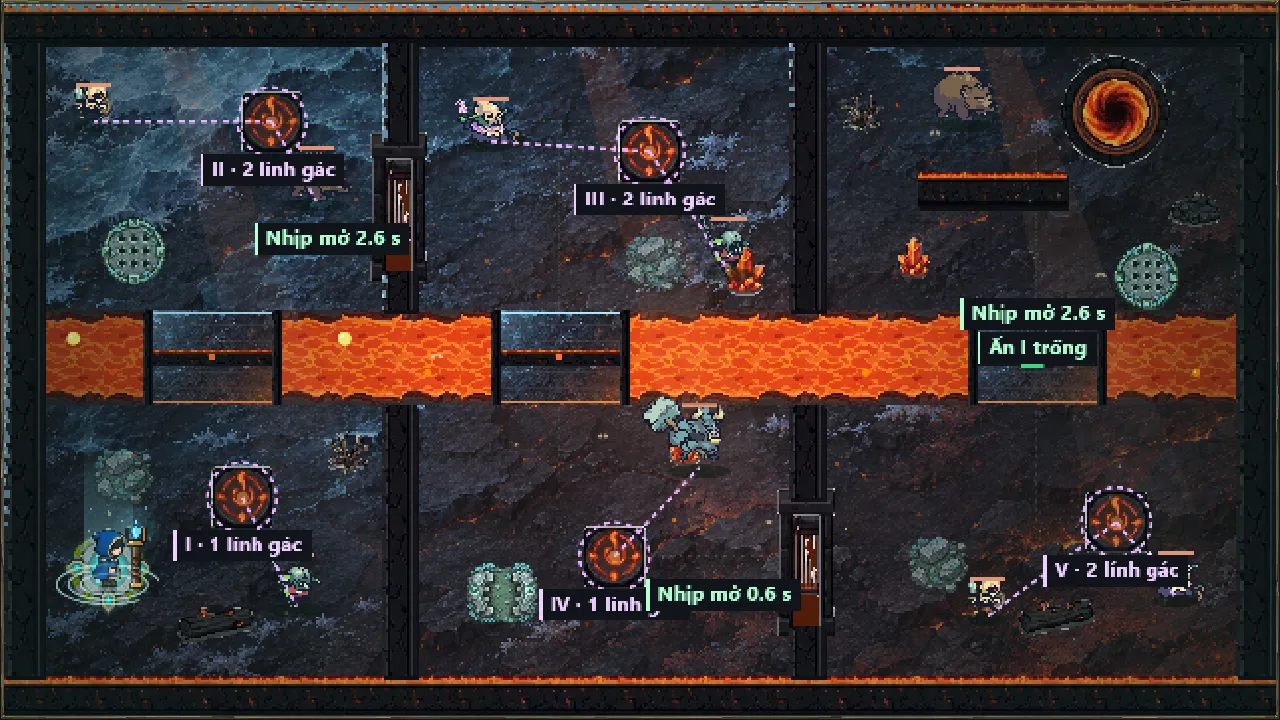 II · 2 lính gác
III · 2 lính gác
Nhịp mở 2.6 s
Nhịp mở 2.6 s
Ấn I trống
I · 1 lính gác
V · 2 lính gác
IV · 1 lính
Nhịp mở 0.6 s